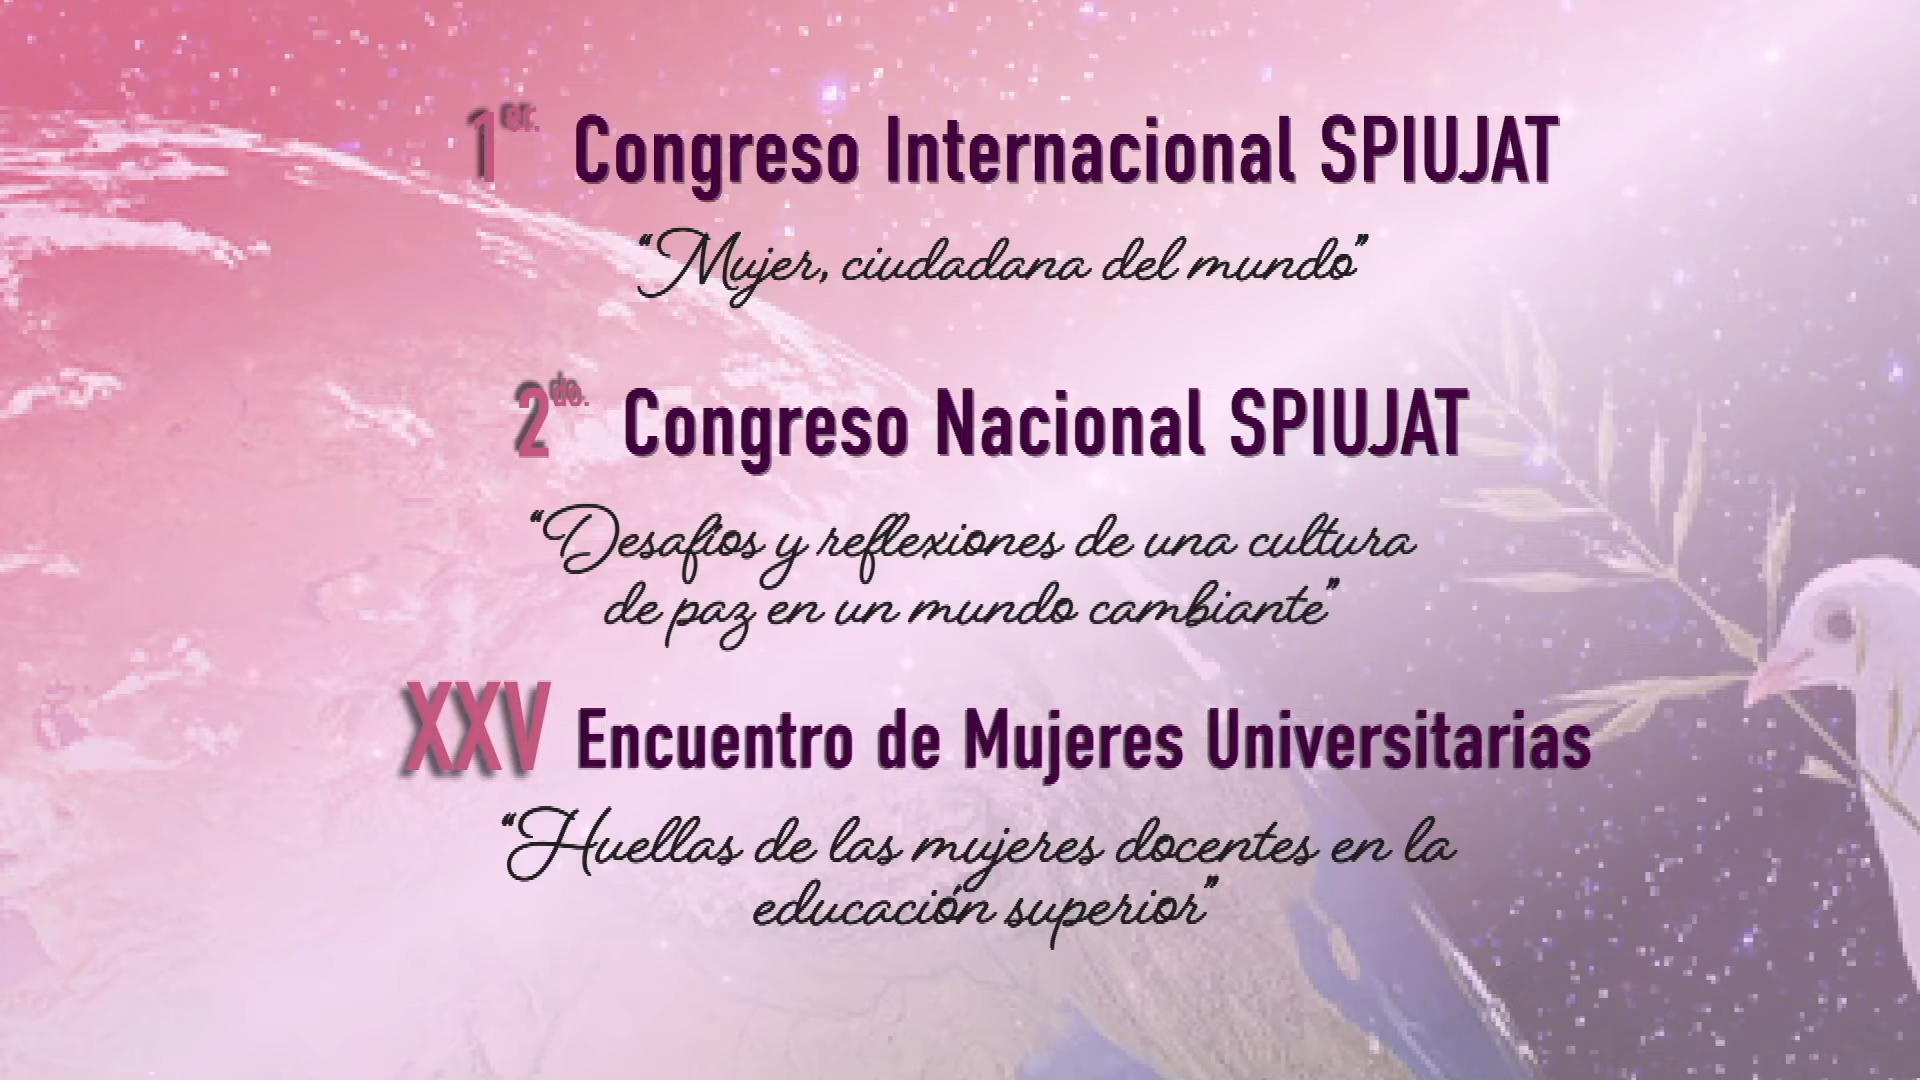 1er. Congreso Internacional SPIUJAT
“Mujer, ciudadana del mundo”
2do. Congreso Nacional SPIUJAT
“Desafíos y reflexiones de una cultura
de paz en un mundo cambiante”
XXV Encuentro de Mujeres Universitarias
“Huellas de las mujeres docentes en la
educación superior”